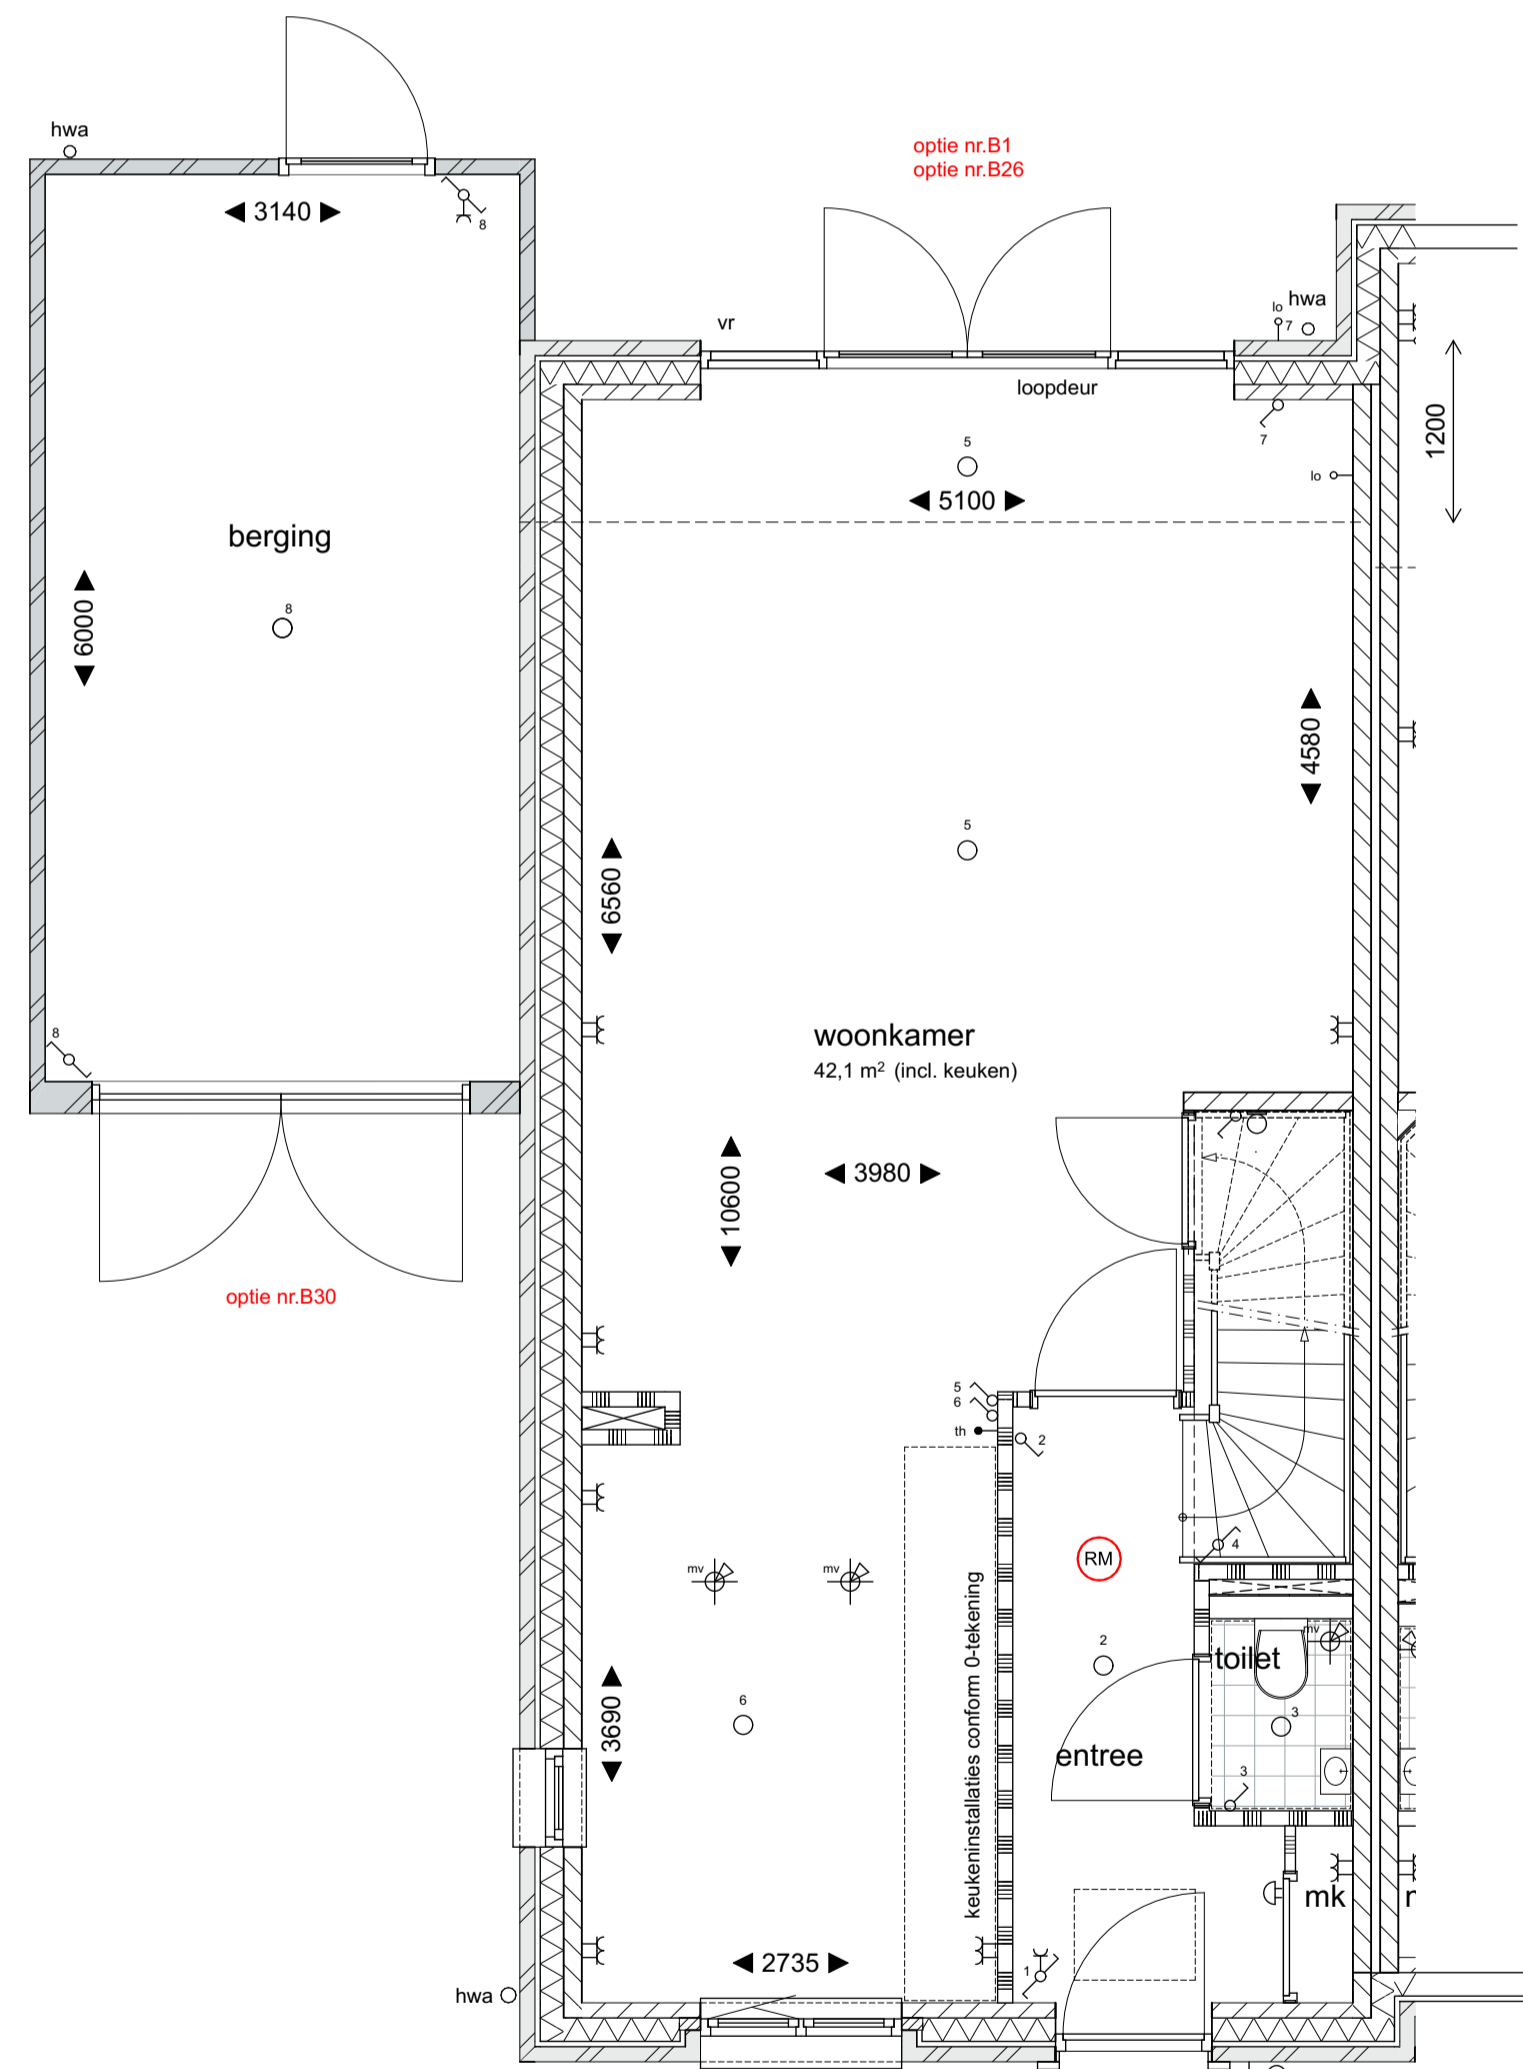 hwa
optie nr.B1
optie nr.B26
3140
8
lo
7
hwa
vr
loopdeur
7
1200
5
lo
5100
berging
8
6000
4580
5
6560
8
woonkamer
42,1 m² (incl. keuken)
3980
10600
optie nr.B30
5
6
th
2
4
RM
mv
mv
mv
toilet
2
3
6
3690
entree
3
keukeninstallaties conform 0-tekening
mk
1
2735
hwa